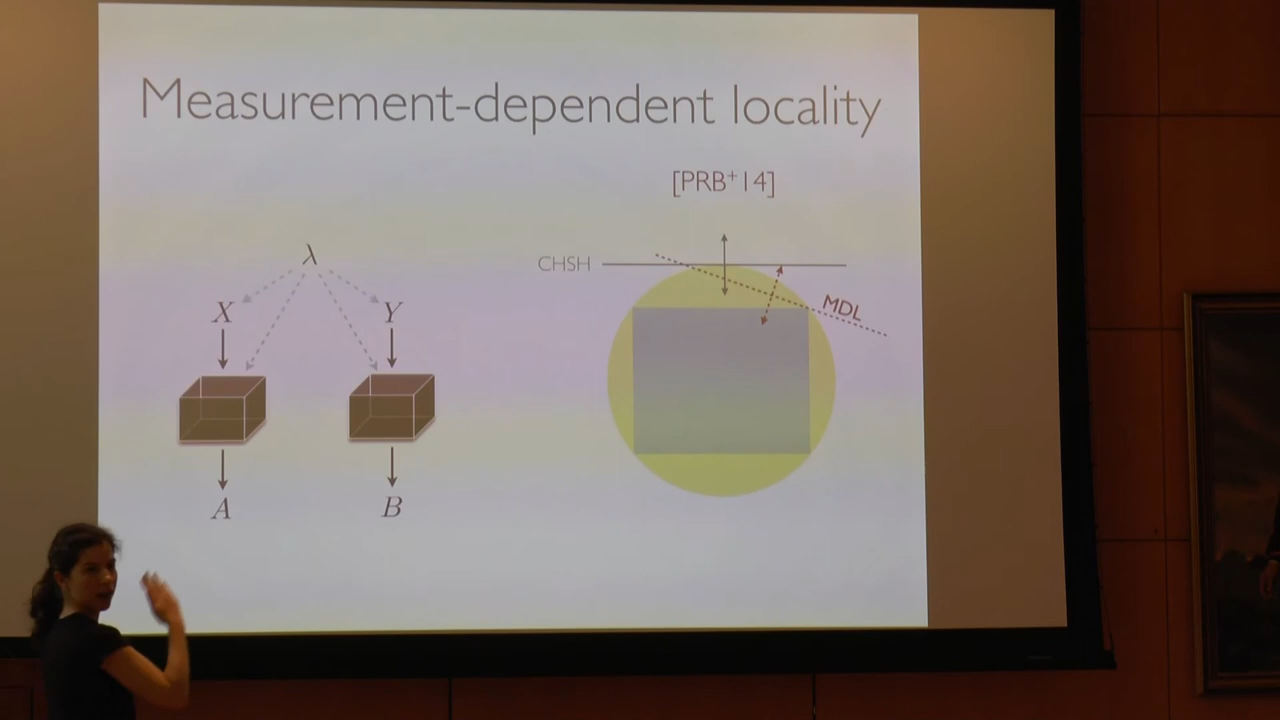 Measurement-dependent locality
[PRB⁺14]
λ
CHSH
X Y
MDL
A B